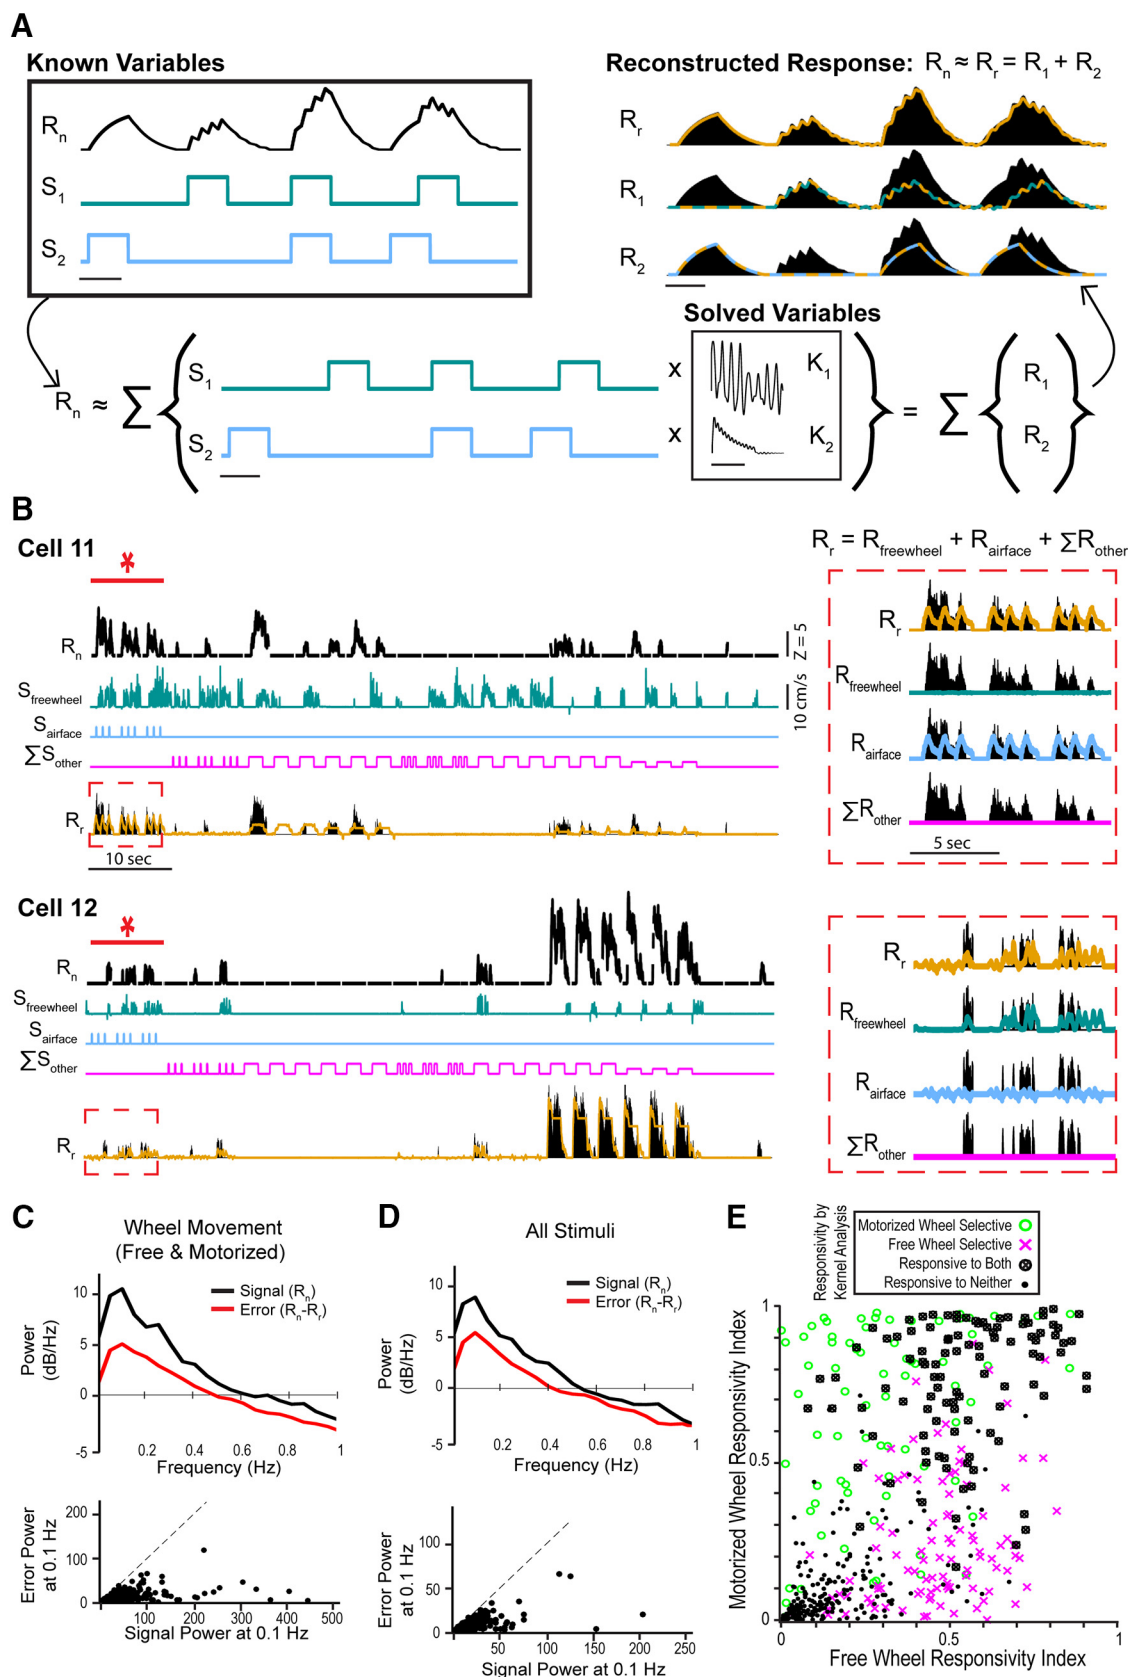 A
Known Variables
Rn
S1
S2
Reconstructed Response: Rn ≈ Rr = R1 + R2
Rr
R1
R2
Solved Variables
Rn ≈ ∑ { S1 x K1 } = ∑ { R1 }
S2 x K2 R2
B
Cell 11
*
Rn
Z = 5
Sfreewheel
10 cm/s
Sairface
∑Sother
Rr
10 sec
Rr = Rfreewheel + Rairface + ∑Rother
Rr
Rfreewheel
Rairface
∑Rother
5 sec
Cell 12
*
Rn
Sfreewheel
Sairface
∑Sother
Rr
Rr
Rfreewheel
Rairface
∑Rother
C
Wheel Movement
(Free & Motorized)
Signal (Rn)
Error (Rn-Rr)
Power
(dB/Hz)
10
5
0
-5
0.2 0.4 0.6 0.8 1
Frequency (Hz)
Error Power
at 0.1 Hz
200
100
0
100 200 300 400 500
Signal Power at 0.1 Hz
D
All Stimuli
Signal (Rn)
Error (Rn-Rr)
Power
(dB/Hz)
10
5
0
-5
0.2 0.4 0.6 0.8 1
Frequency (Hz)
Error Power
at 0.1 Hz
100
50
0
50 100 150 200 250
Signal Power at 0.1 Hz
E
Responsivity by
Kernel Analysis
Motorized Wheel Selective
Free Wheel Selective
Responsive to Both
Responsive to Neither
Motorized Wheel Responsivity Index
1
0.5
0
0 0.5 1
Free Wheel Responsivity Index